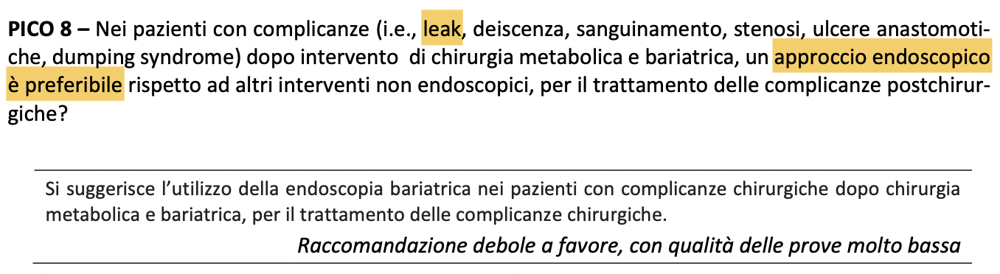 PICO 8 – Nei pazienti con complicanze (i.e., leak, deiscenza, sanguinamento, stenosi, ulcere anastomoti-
che, dumping syndrome) dopo intervento di chirurgia metabolica e bariatrica, un approccio endoscopico
è preferibile rispetto ad altri interventi non endoscopici, per il trattamento delle complicanze postchirur-
giche?
Si suggerisce l’utilizzo della endoscopia bariatrica nei pazienti con complicanze chirurgiche dopo chirurgia
metabolica e bariatrica, per il trattamento delle complicanze chirurgiche.
Raccomandazione debole a favore, con qualità delle prove molto bassa